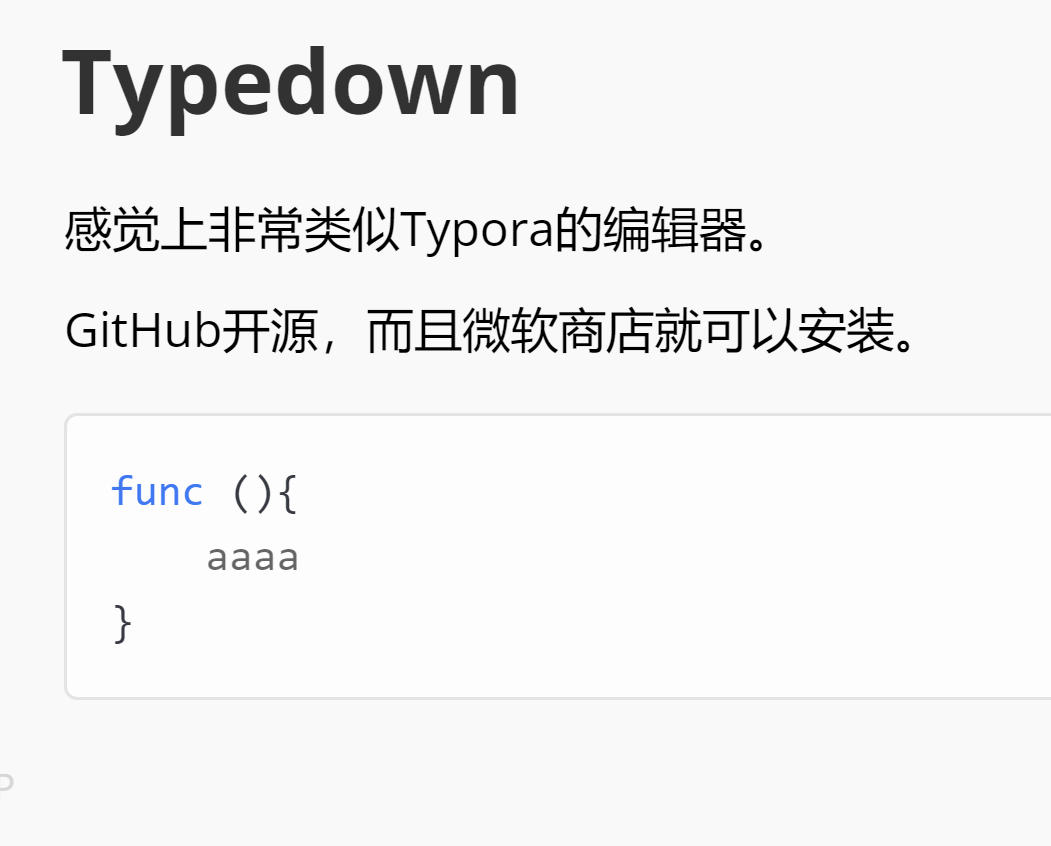 Typedown
感觉上非常类似Typora的编辑器。
GitHub开源，而且微软商店就可以安装。
func (){
    aaaa
}
P